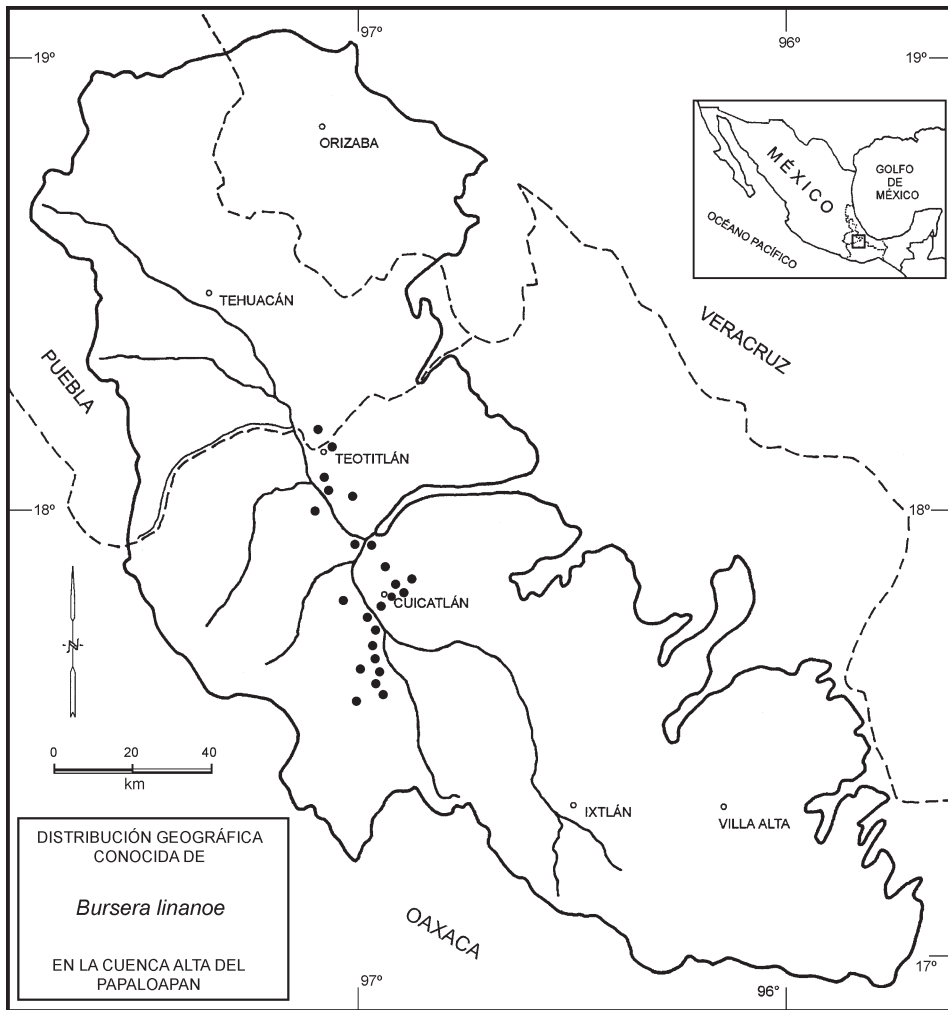 97º
96º
19º
19º
ORIZABA
MÉXICO
GOLFO
DE
MÉXICO
OCÉANO PACÍFICO
TEHUACÁN
VERACRUZ
PUEBLA
TEOTITLÁN
18º
18º
CUICATLÁN
N
0 20 40
km
IXTLÁN
VILLA ALTA
DISTRIBUCIÓN GEOGRÁFICA
CONOCIDA DE
Bursera linanoe
EN LA CUENCA ALTA DEL
PAPALOAPAN
OAXACA
17º
97º
96º